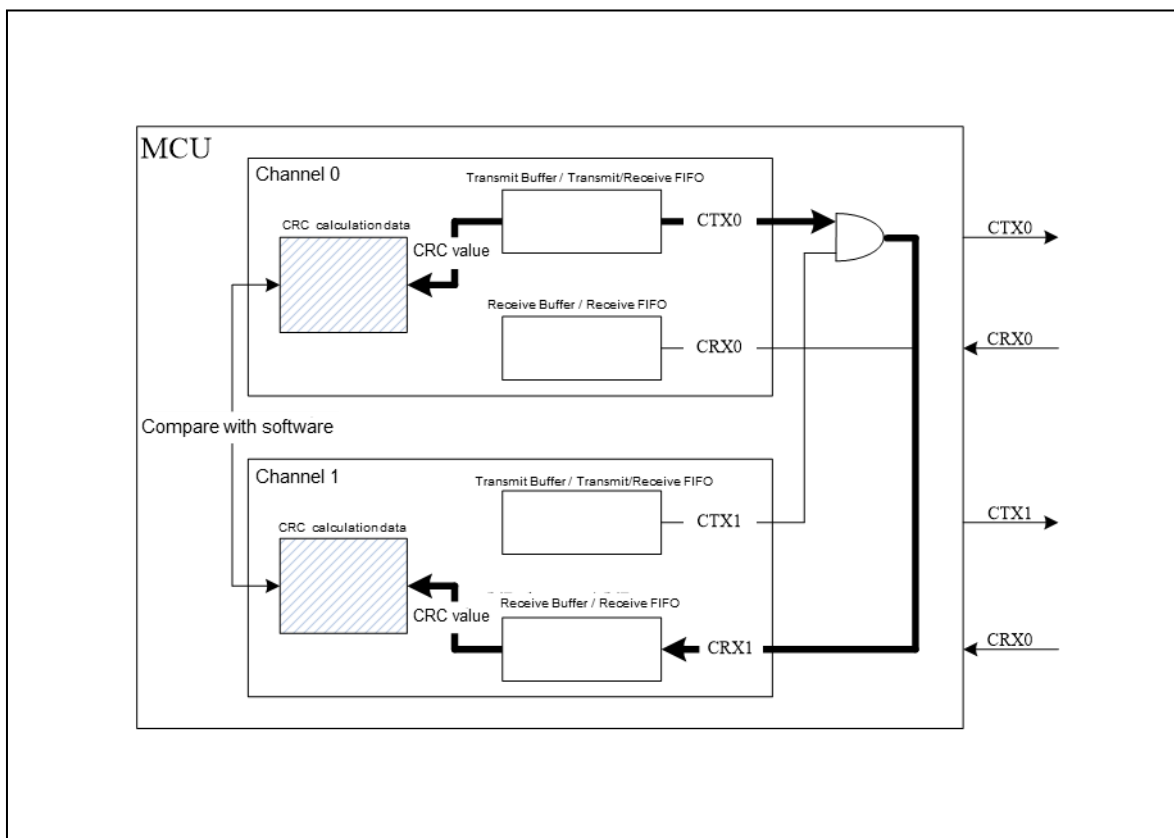 MCU
Channel 0
Transmit Buffer / Transmit/Receive FIFO
CTX0
CTX0
CRC calculation data
CRC value
Receive Buffer / Receive FIFO
CRX0
CRX0
Compare with software
Channel 1
Transmit Buffer / Transmit/Receive FIFO
CTX1
CTX1
CRC calculation data
Receive Buffer / Receive FIFO
CRC value
CRX1
CRX0